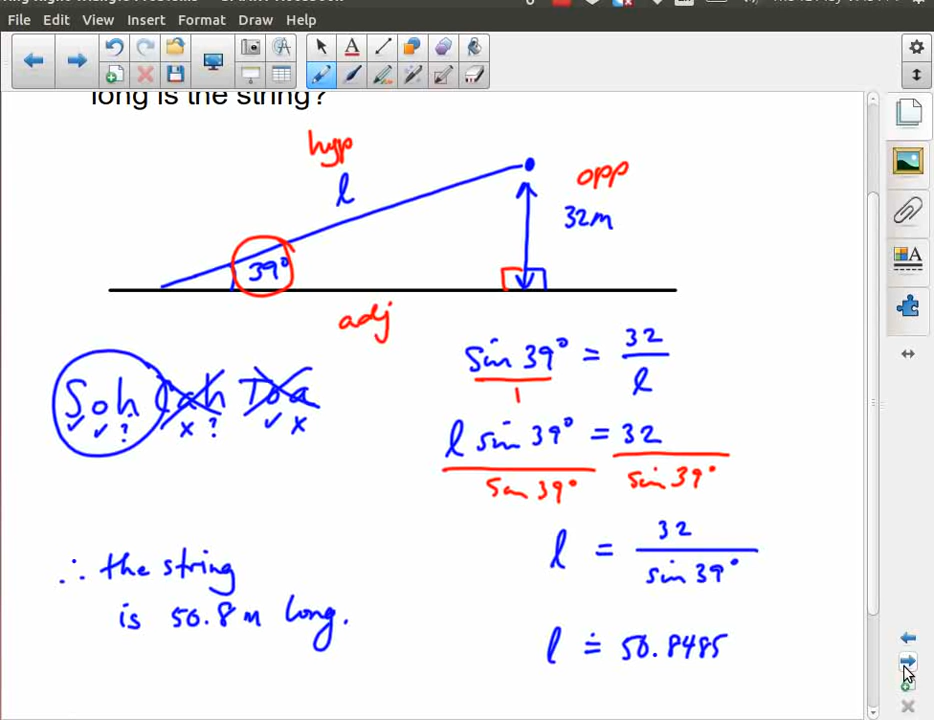 File Edit View Insert Format Draw Help
long is the string?
hyp
l
opp
32m
39°
adj
Soh Cah Toa
✓ ✓ ? x ? ✓ x
sin 39° = 32
1 l
l sin 39° = 32
sin 39° sin 39°
l = 32
sin 39°
∴ the string
is 50.8 m long.
l ≐ 50.8485